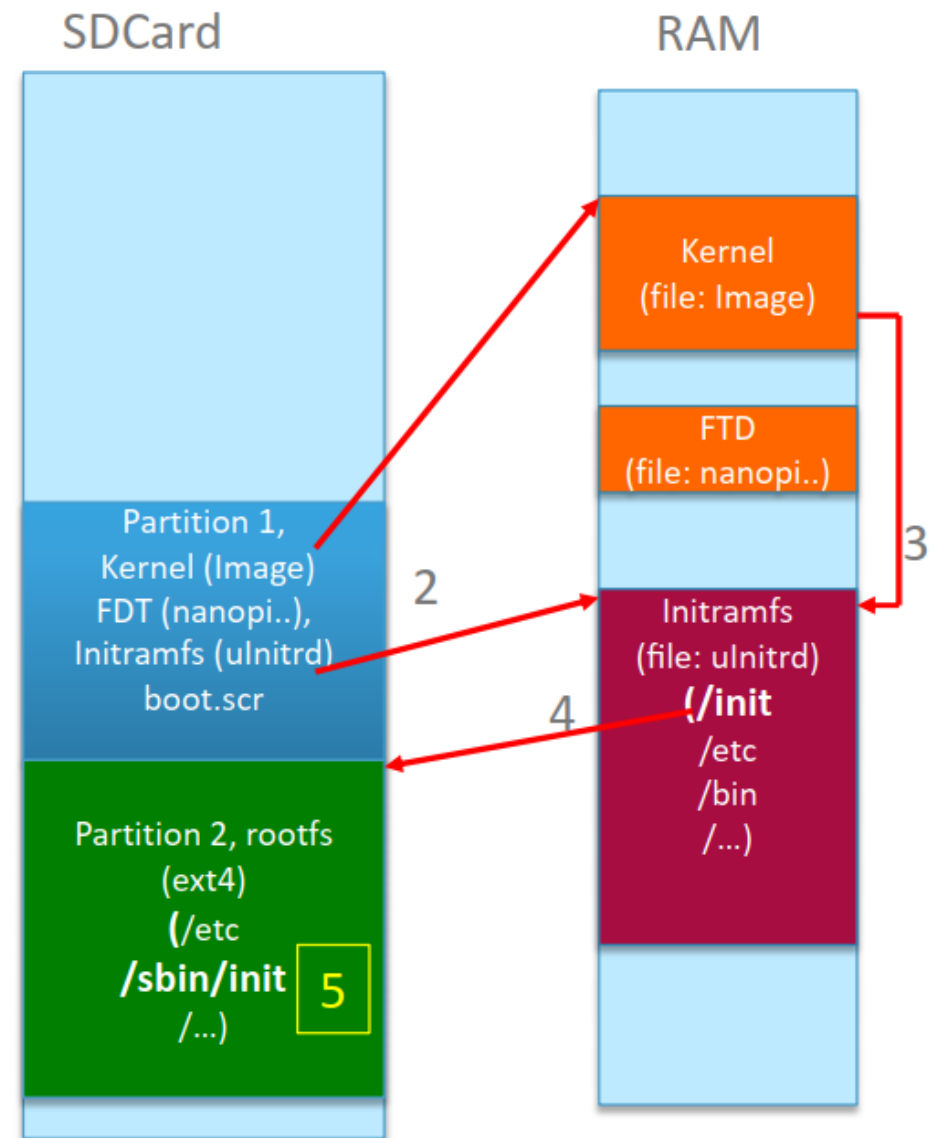 SDCard
RAM
Kernel
(file: Image)
FTD
(file: nanopi..)
Partition 1,
Kernel (Image)
FDT (nanopi..),
Initramfs (uInitrd)
boot.scr
2
3
Initramfs
(file: uInitrd)
(/init
/etc
/bin
/...)
4
Partition 2, rootfs
(ext4)
(/etc
/sbin/init
/...)
5